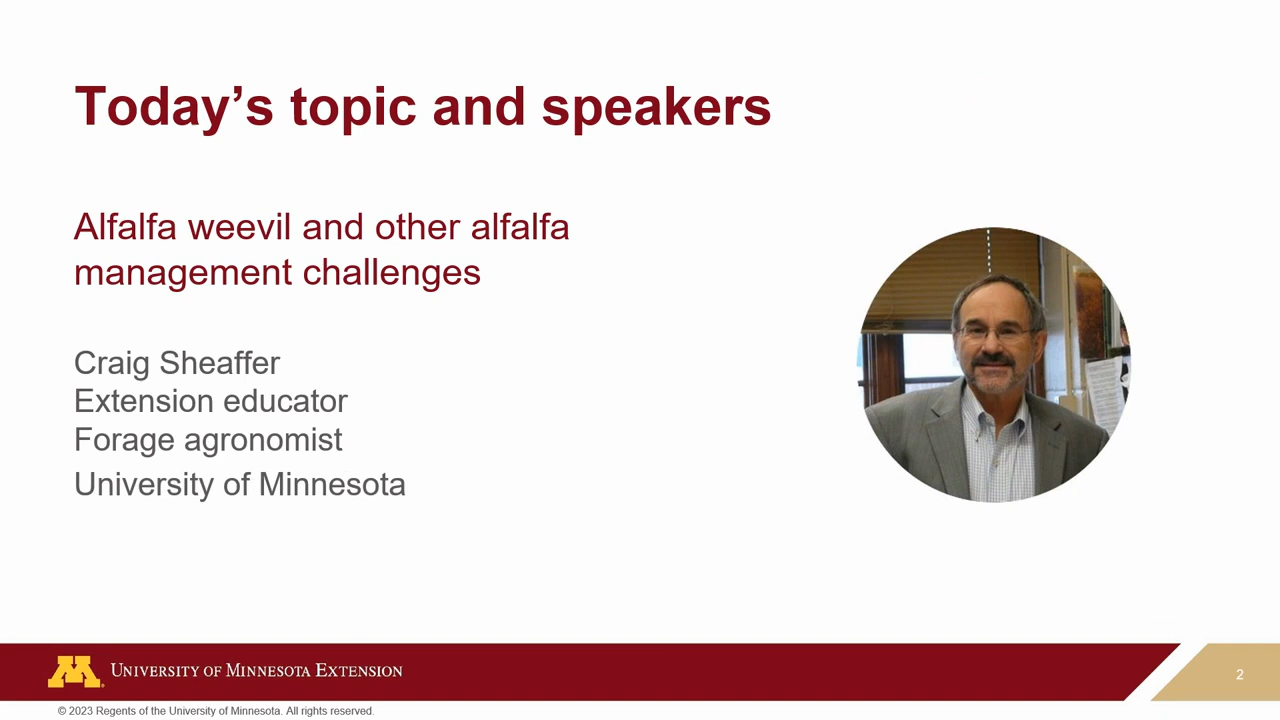 Today’s topic and speakers
Alfalfa weevil and other alfalfa
management challenges
Craig Sheaffer
Extension educator
Forage agronomist
University of Minnesota
M
University of Minnesota Extension
2
© 2023 Regents of the University of Minnesota. All rights reserved.